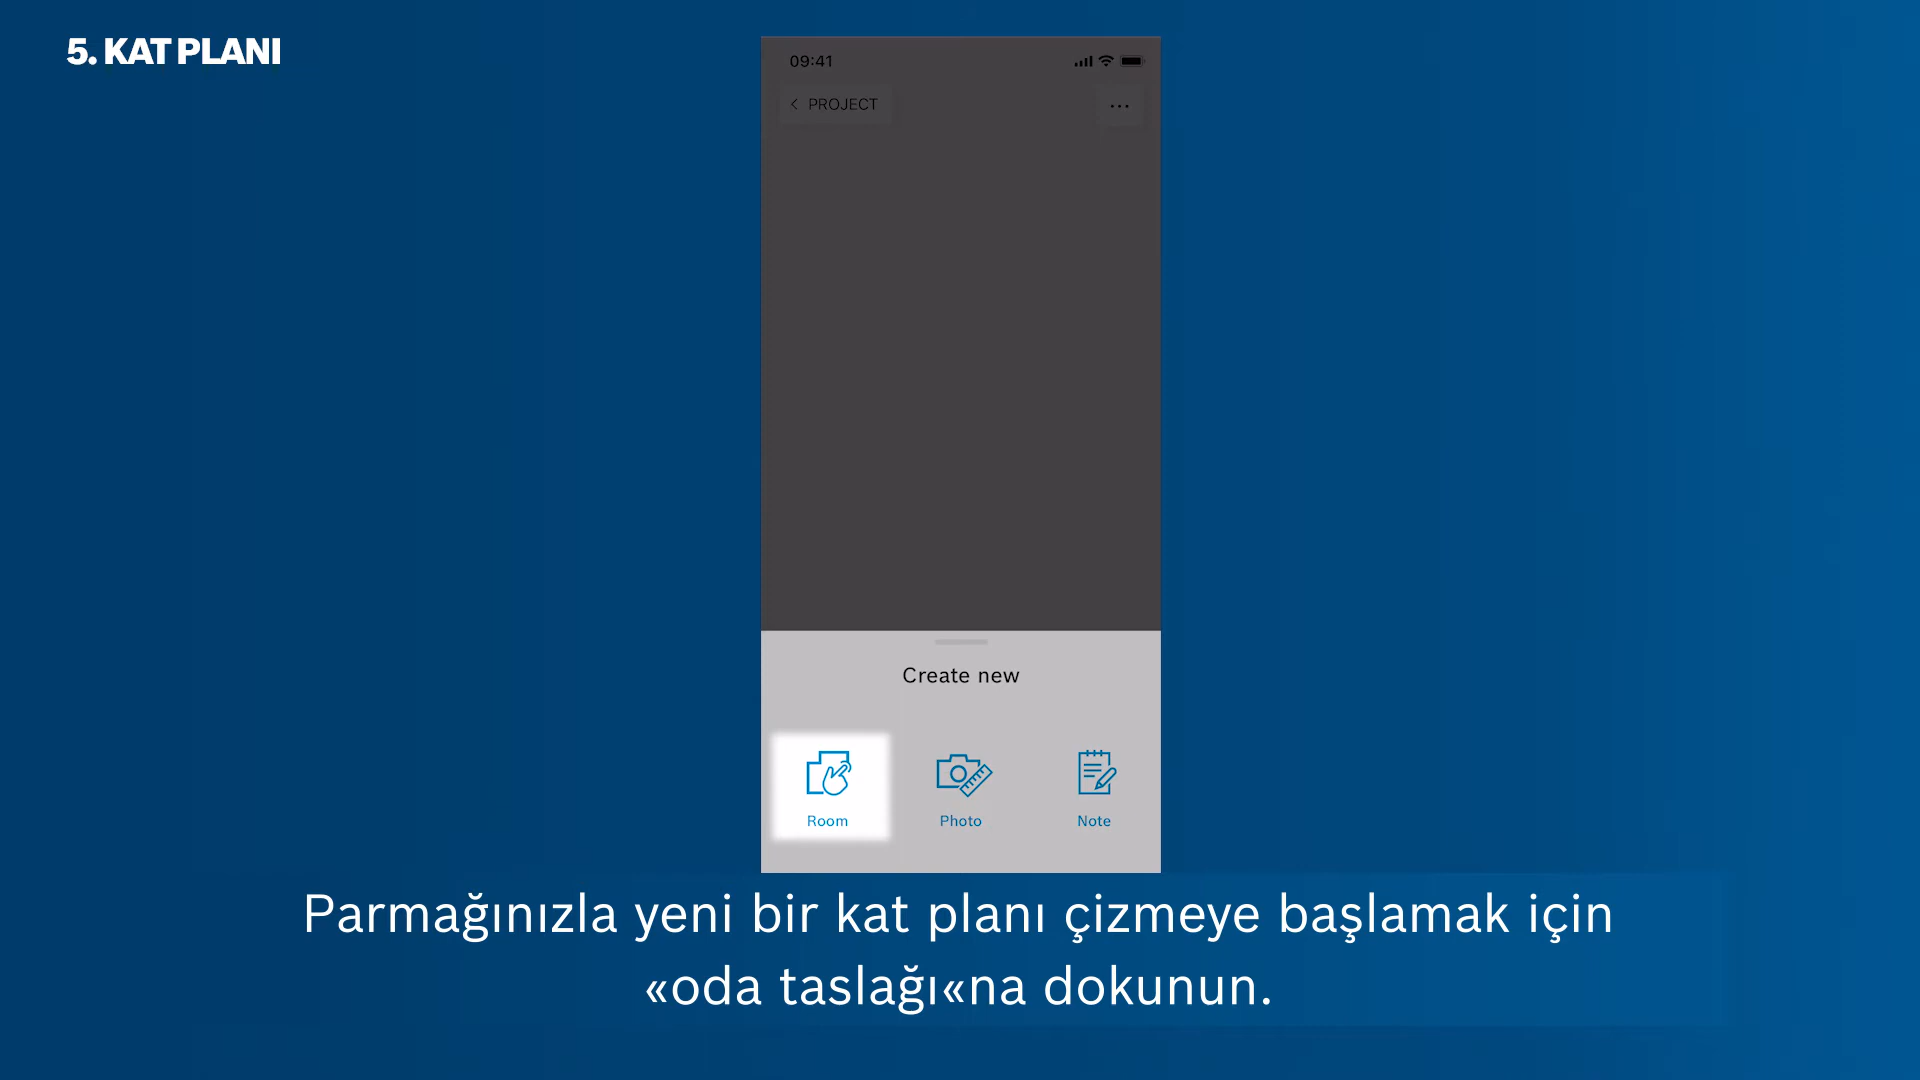 5. KAT PLANI
09:41
PROJECT
Create new
Room Photo Note
Parmağınızla yeni bir kat planı çizmeye başlamak için
«oda taslağı«na dokunun.